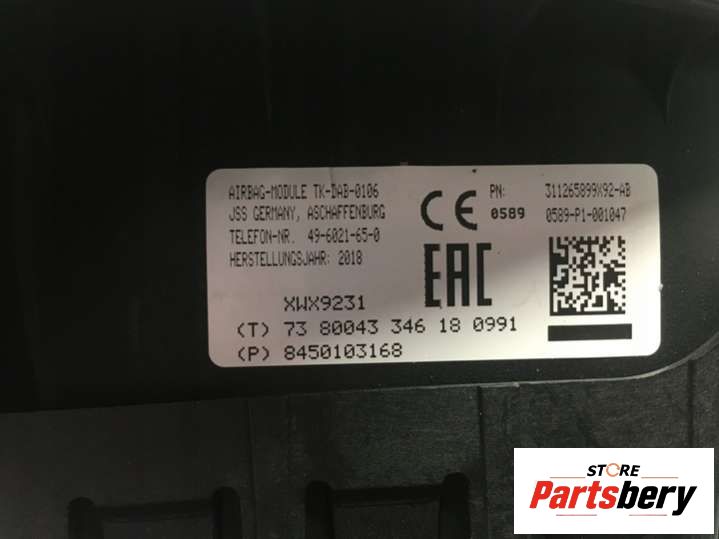 AIRBAG-MODULE TK-DAB-0106
JSS GERMANY, ASCHAFFENBURG
TELEFON-NR. 49-6021-65-0
HERSTELLUNGSJAHR: 2018
CE 0589
PN: 311265899X92-AB
0589-P1-001047
EAC
XWX9231
(T) 73 80043 346 18 0991
(P) 8450103168
STORE
Partsbery